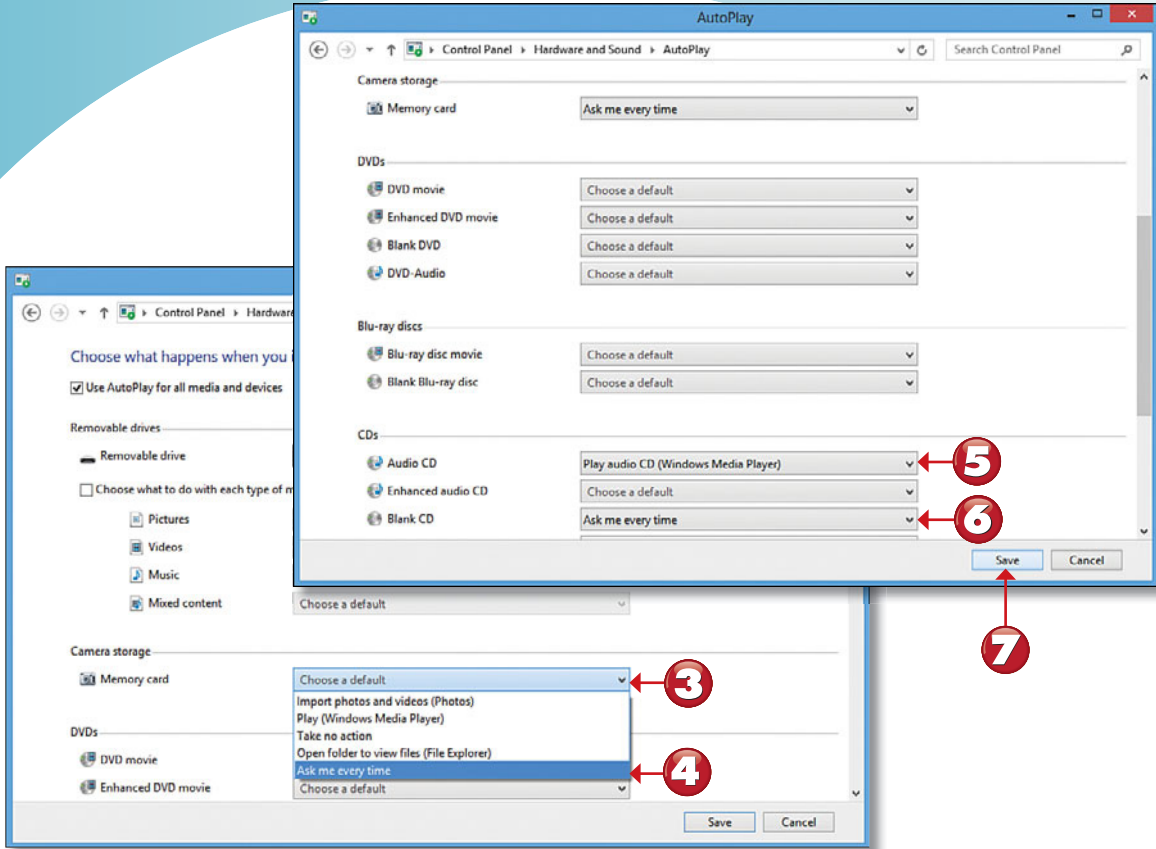 AutoPlay
Control Panel Hardware and Sound AutoPlay Search Control Panel
Camera storage
Memory card Ask me every time
DVDs
DVD movie Choose a default
Enhanced DVD movie Choose a default
Blank DVD Choose a default
DVD-Audio Choose a default
Blu-ray discs
Blu-ray disc movie Choose a default
Blank Blu-ray disc Choose a default
CDs
Audio CD Play audio CD (Windows Media Player) 5
Enhanced audio CD Choose a default
Blank CD Ask me every time 6
Save Cancel
7
Control Panel Hardware
Choose what happens when you i
Use AutoPlay for all media and devices
Removable drives
Removable drive
Choose what to do with each type of m
Pictures
Videos
Music
Mixed content Choose a default
Camera storage
Memory card Choose a default 3
Import photos and videos (Photos)
Play (Windows Media Player)
Take no action
Open folder to view files (File Explorer)
Ask me every time 4
DVDs
DVD movie
Enhanced DVD movie Choose a default
Save Cancel